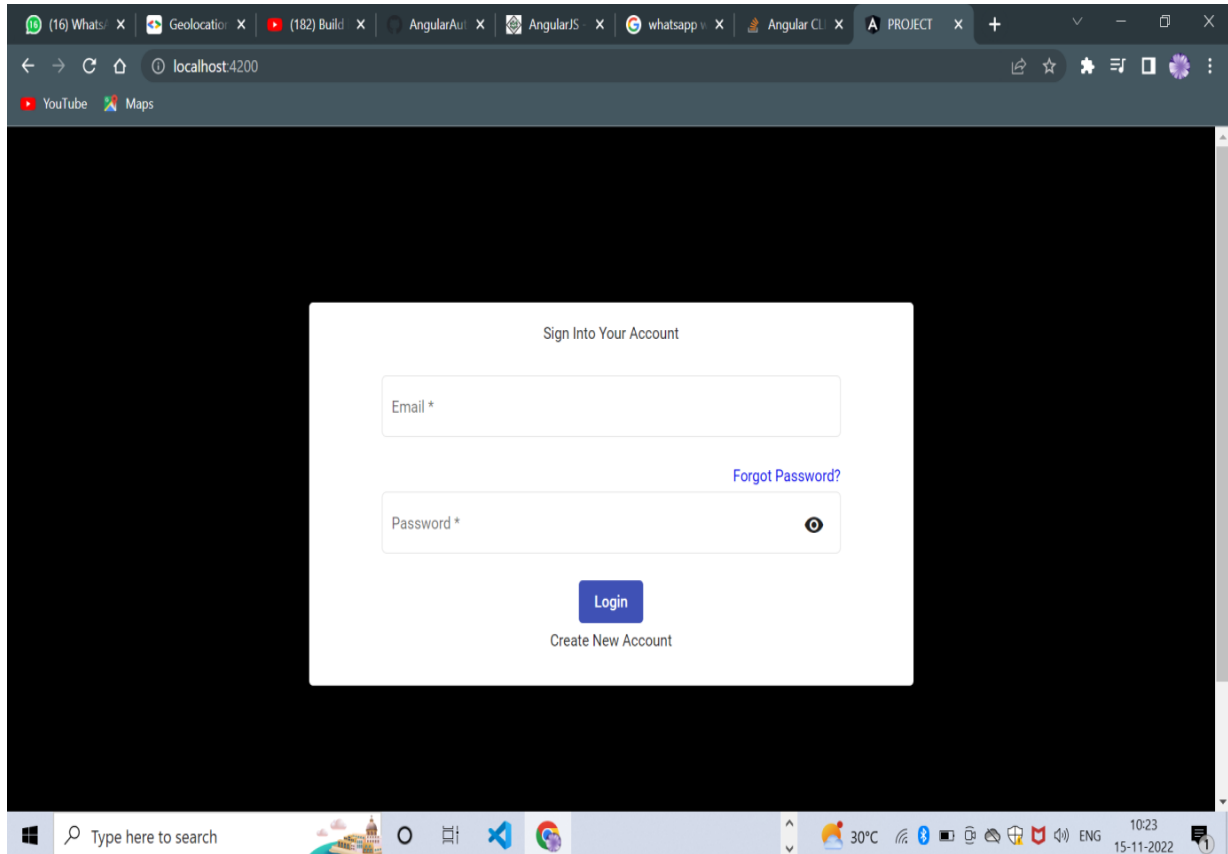 (16) Whats/ Geolocation (182) Build AngularAut AngularJS - whatsapp w Angular CLI PROJECT
localhost:4200
YouTube Maps
Sign Into Your Account
Email *
Forgot Password?
Password *
Login
Create New Account
Type here to search 30°C ENG 10:23
15-11-2022 1